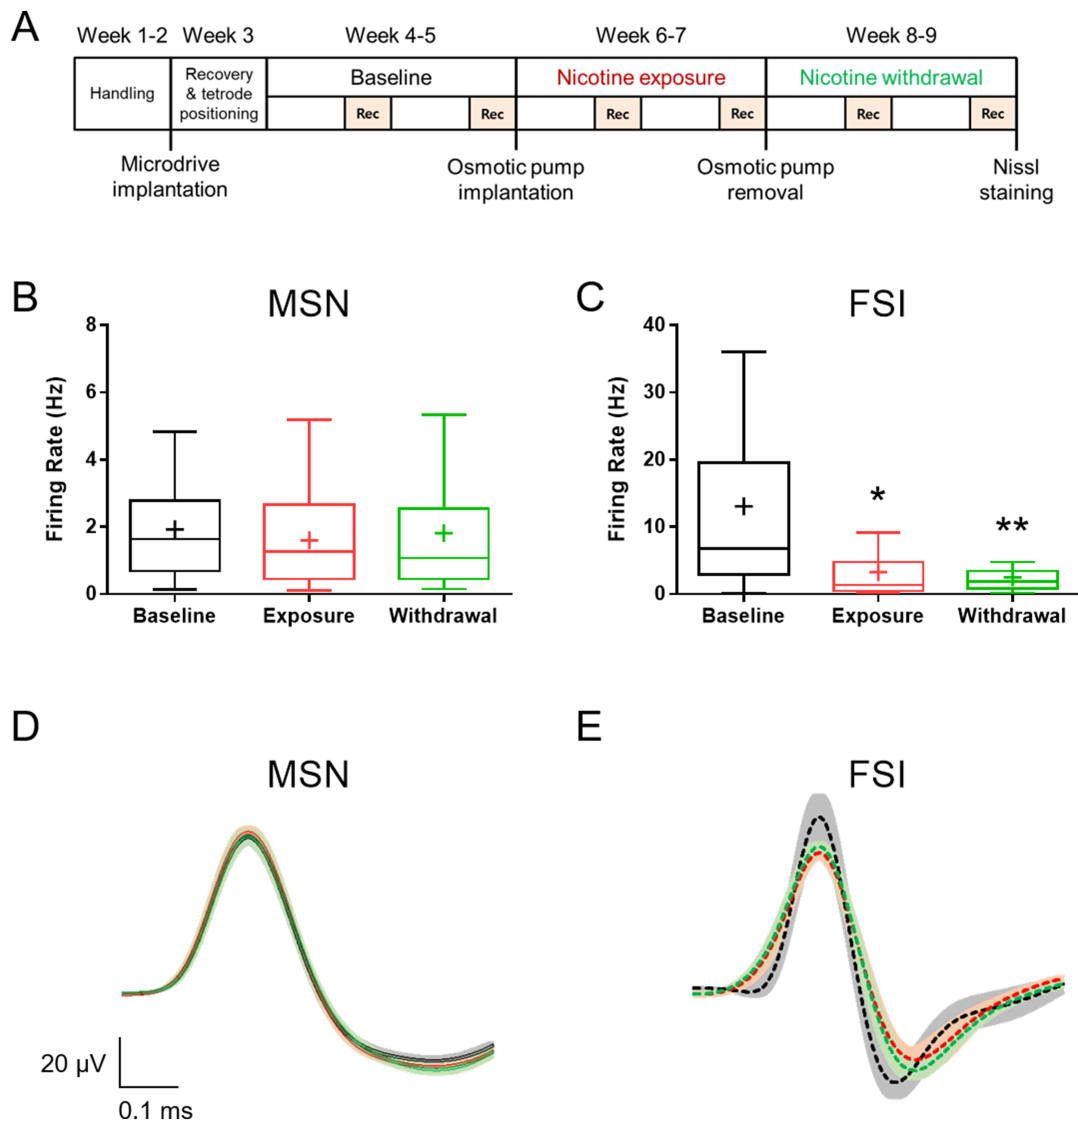 A
Week 1-2 Week 3 Week 4-5 Week 6-7 Week 8-9
Handling
Recovery
& tetrode
positioning
Baseline Nicotine exposure Nicotine withdrawal
Rec Rec Rec Rec Rec Rec
Microdrive
implantation
Osmotic pump
implantation
Osmotic pump
removal
Nissl
staining
B
MSN
Firing Rate (Hz)
8
6
4
2
0
Baseline Exposure Withdrawal
C
FSI
Firing Rate (Hz)
40
30
20
10
0
*
**
Baseline Exposure Withdrawal
D
MSN
20 µV
0.1 ms
E
FSI